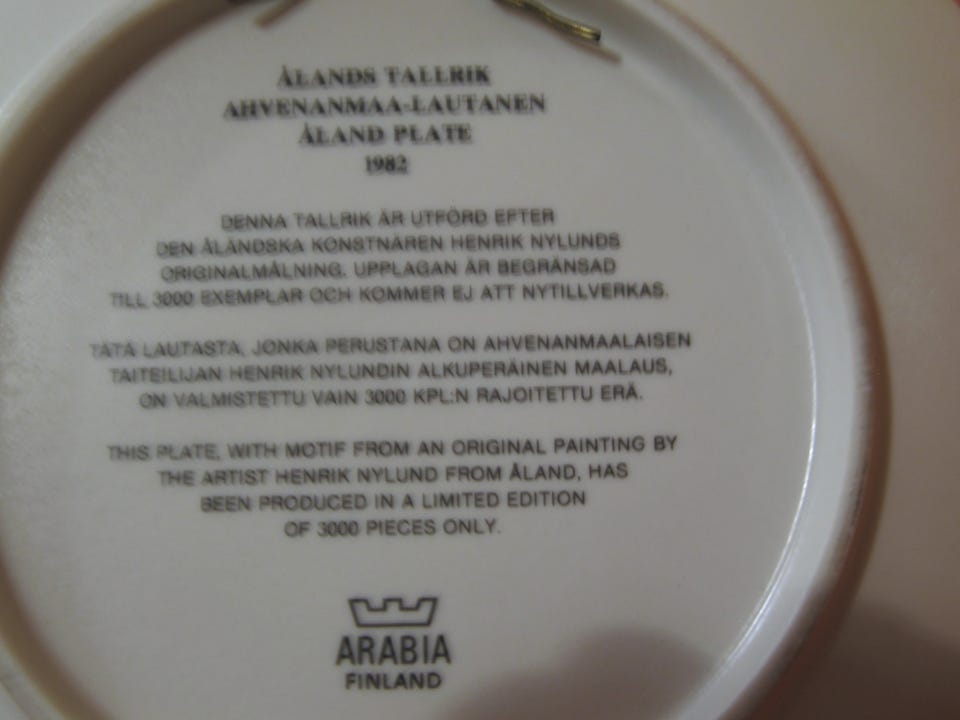 ÅLANDS TALLRIK
AHVENANMAA-LAUTANEN
ÅLAND PLATE
1982
DENNA TALLRIK ÄR UTFÖRD EFTER
DEN ÅLÄNDSKA KONSTNÄREN HENRIK NYLUNDS
ORIGINALMÅLNING. UPPLAGAN ÄR BEGRÄNSAD
TILL 3000 EXEMPLAR OCH KOMMER EJ ATT NYTILLVERKAS.
TÄTÄ LAUTASTA, JONKA PERUSTANA ON AHVENANMAALAISEN
TAITEILIJAN HENRIK NYLUNDIN ALKUPERÄINEN MAALAUS,
ON VALMISTETTU VAIN 3000 KPL:N RAJOITETTU ERÄ.
THIS PLATE, WITH MOTIF FROM AN ORIGINAL PAINTING BY
THE ARTIST HENRIK NYLUND FROM ÅLAND, HAS
BEEN PRODUCED IN A LIMITED EDITION
OF 3000 PIECES ONLY.
ARABIA
FINLAND